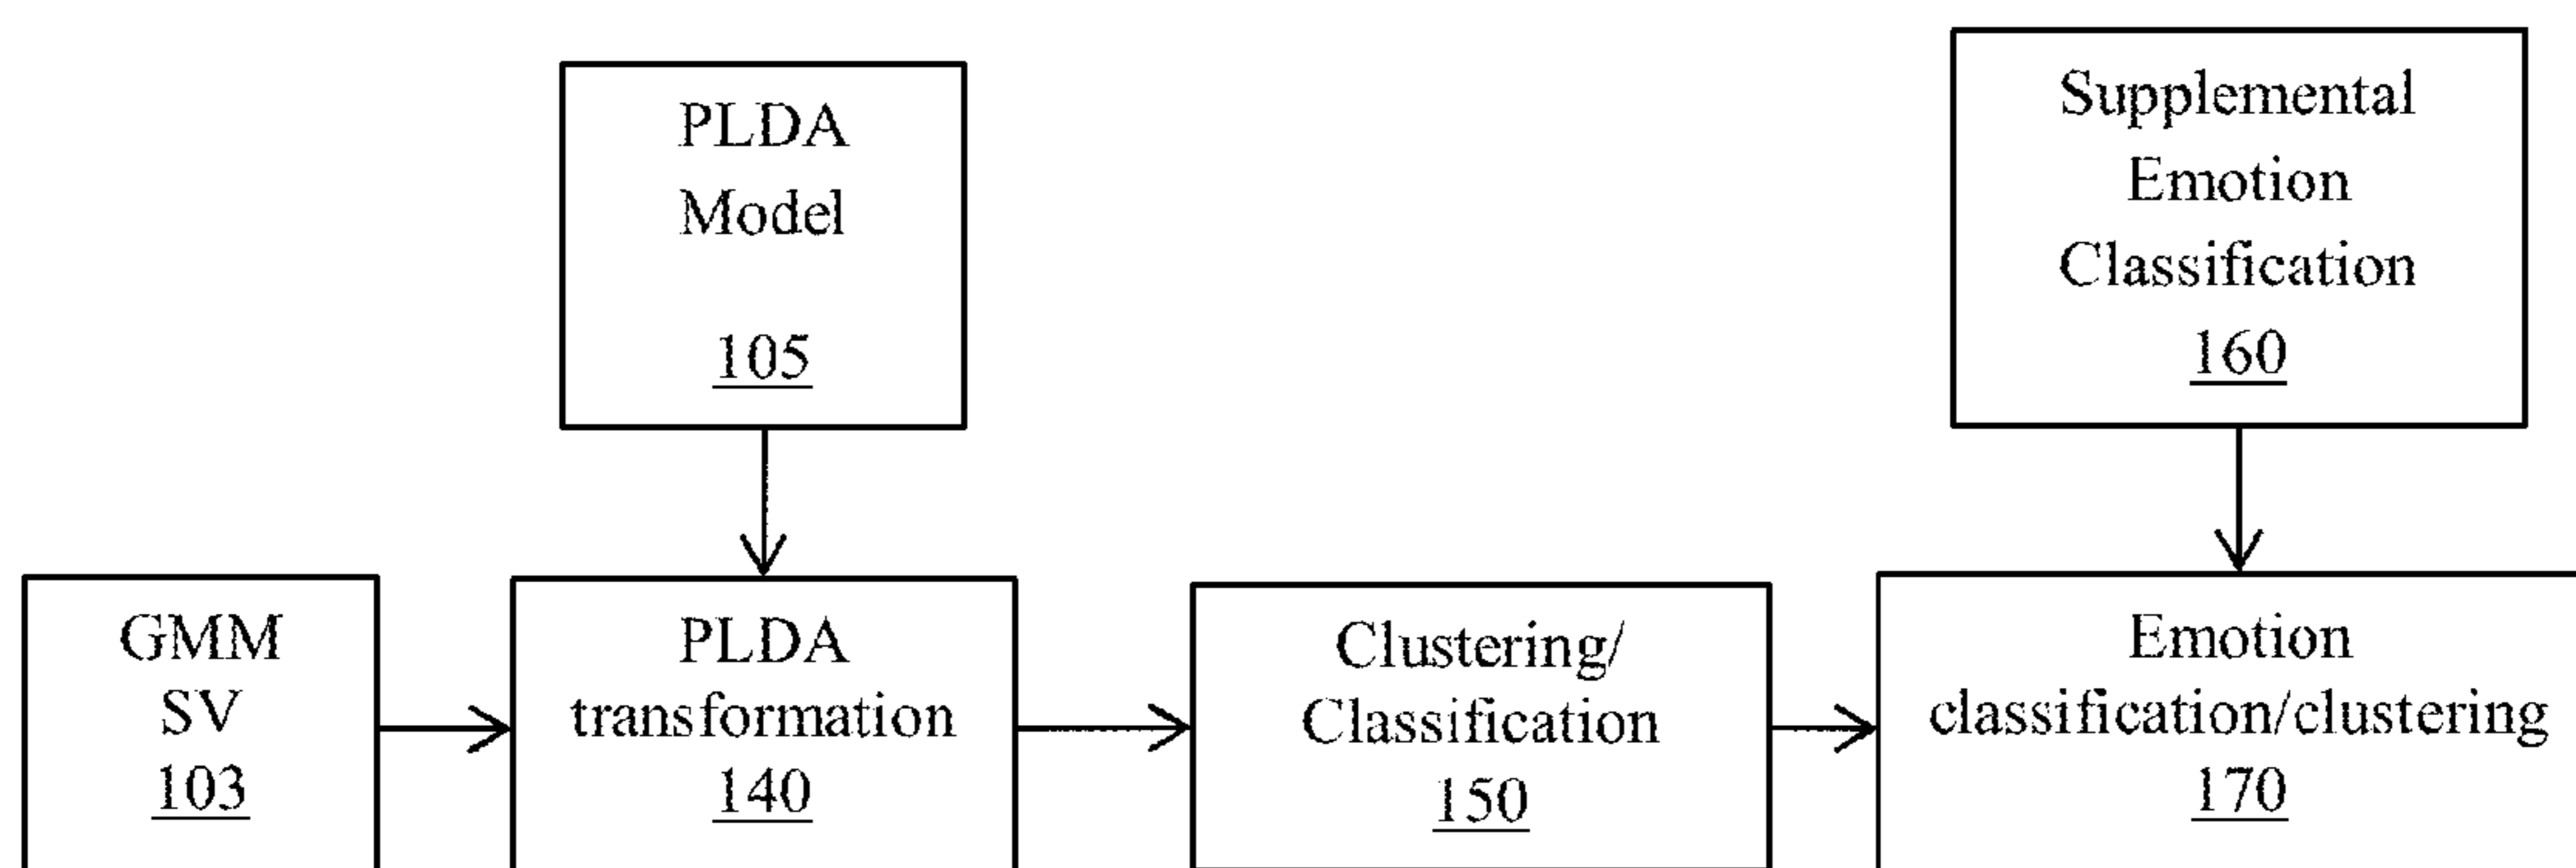 PLDA
Model
105
Supplemental
Emotion
Classification
160
GMM
SV
103
PLDA
transformation
140
Clustering/
Classification
150
Emotion
classification/clustering
170